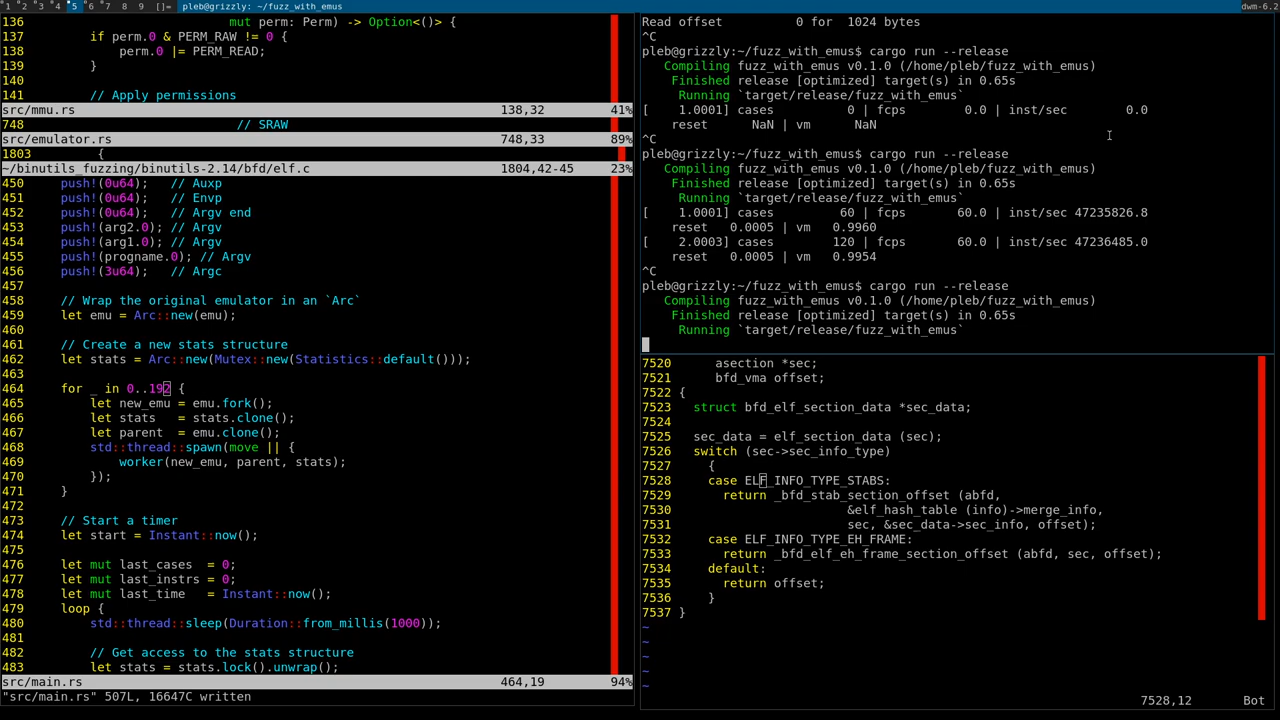 1 2 3 4 5 6 7 8 9 []= pleb@grizzly: ~/fuzz_with_emus dwm-6.2
136 mut perm: Perm) -> Option<()> {
137 if perm.0 & PERM_RAW != 0 {
138 perm.0 |= PERM_READ;
139 }
140
141 // Apply permissions
src/mmu.rs 138,32 41%
748 // SRAW
src/emulator.rs 748,33 89%
1803 {
~/binutils_fuzzing/binutils-2.14/bfd/elf.c 1804,42-45 23%
450 push!(0u64); // Auxp
451 push!(0u64); // Envp
452 push!(0u64); // Argv end
453 push!(arg2.0); // Argv
454 push!(arg1.0); // Argv
455 push!(progname.0); // Argv
456 push!(3u64); // Argc
457
458 // Wrap the original emulator in an `Arc`
459 let emu = Arc::new(emu);
460
461 // Create a new stats structure
462 let stats = Arc::new(Mutex::new(Statistics::default()));
463
464 for _ in 0..192 {
465 let new_emu = emu.fork();
466 let stats = stats.clone();
467 let parent = emu.clone();
468 std::thread::spawn(move || {
469 worker(new_emu, parent, stats);
470 });
471 }
472
473 // Start a timer
474 let start = Instant::now();
475
476 let mut last_cases = 0;
477 let mut last_instrs = 0;
478 let mut last_time = Instant::now();
479 loop {
480 std::thread::sleep(Duration::from_millis(1000));
481
482 // Get access to the stats structure
483 let stats = stats.lock().unwrap();
src/main.rs 464,19 94%
"src/main.rs" 507L, 16647C written
Read offset 0 for 1024 bytes
^C
pleb@grizzly:~/fuzz_with_emus$ cargo run --release
Compiling fuzz_with_emus v0.1.0 (/home/pleb/fuzz_with_emus)
Finished release [optimized] target(s) in 0.65s
Running `target/release/fuzz_with_emus`
[ 1.0001] cases 0 | fcps 0.0 | inst/sec 0.0
reset NaN | vm NaN
^C
pleb@grizzly:~/fuzz_with_emus$ cargo run --release
Compiling fuzz_with_emus v0.1.0 (/home/pleb/fuzz_with_emus)
Finished release [optimized] target(s) in 0.65s
Running `target/release/fuzz_with_emus`
[ 1.0001] cases 60 | fcps 60.0 | inst/sec 47235826.8
reset 0.0005 | vm 0.9960
[ 2.0003] cases 120 | fcps 60.0 | inst/sec 47236485.0
reset 0.0005 | vm 0.9954
^C
pleb@grizzly:~/fuzz_with_emus$ cargo run --release
Compiling fuzz_with_emus v0.1.0 (/home/pleb/fuzz_with_emus)
Finished release [optimized] target(s) in 0.65s
Running `target/release/fuzz_with_emus`
7520 asection *sec;
7521 bfd_vma offset;
7522 {
7523 struct bfd_elf_section_data *sec_data;
7524
7525 sec_data = elf_section_data (sec);
7526 switch (sec->sec_info_type)
7527 {
7528 case ELF_INFO_TYPE_STABS:
7529 return _bfd_stab_section_offset (abfd,
7530 &elf_hash_table (info)->merge_info,
7531 sec, &sec_data->sec_info, offset);
7532 case ELF_INFO_TYPE_EH_FRAME:
7533 return _bfd_elf_eh_frame_section_offset (abfd, sec, offset);
7534 default:
7535 return offset;
7536 }
7537 }
~
~
~
~
~
7528,12 Bot